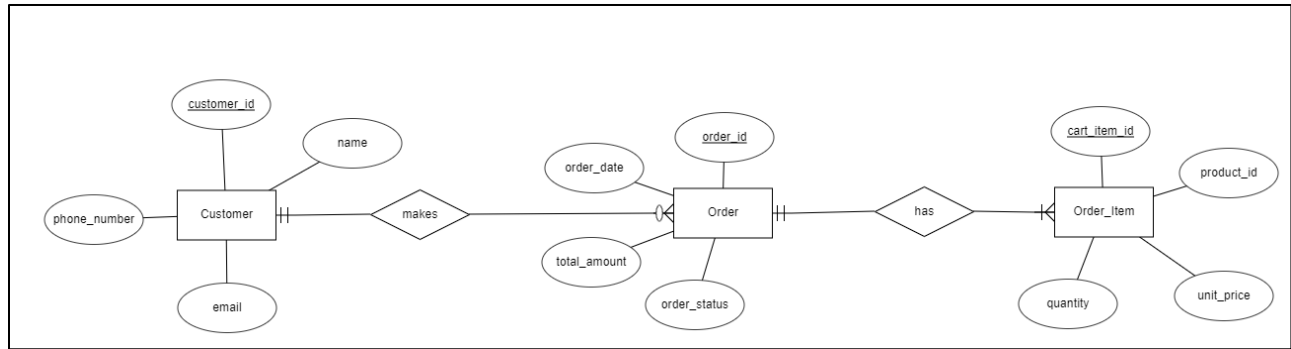 customer_id
name
phone_number
Customer
email
makes
order_id
order_date
Order
total_amount
order_status
has
cart_item_id
product_id
Order_Item
quantity
unit_price